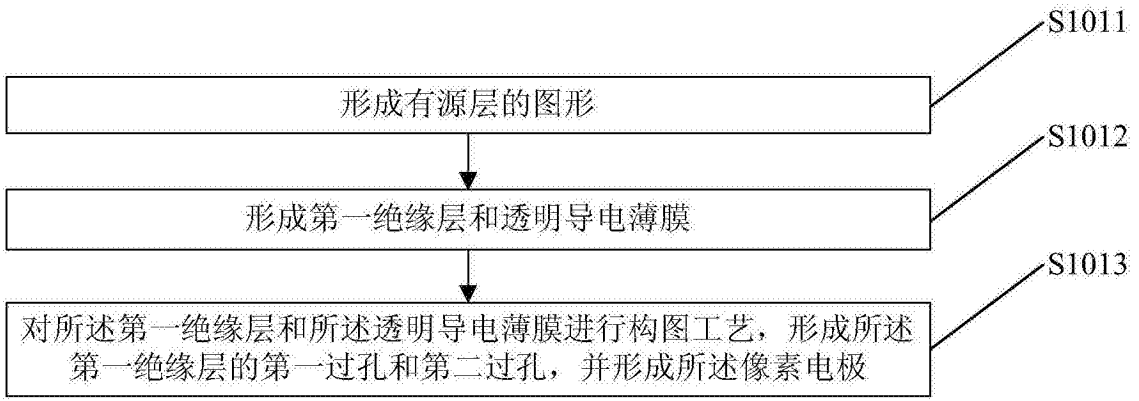 S1011
形成有源层的图形
S1012
形成第一绝缘层和透明导电薄膜
S1013
对所述第一绝缘层和所述透明导电薄膜进行构图工艺，形成所述
第一绝缘层的第一过孔和第二过孔，并形成所述像素电极